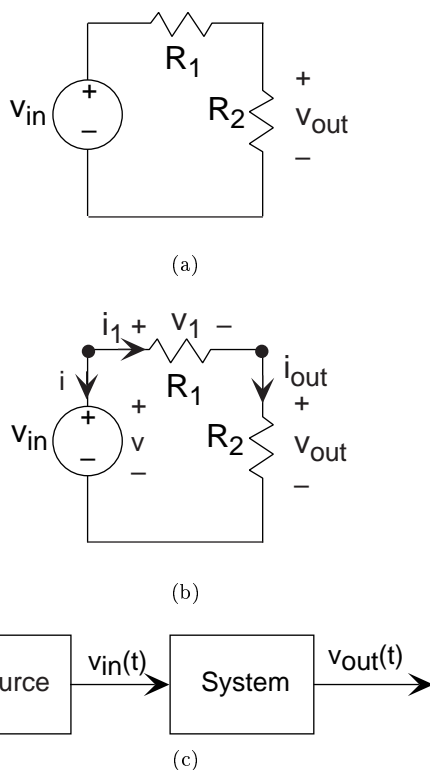 R1
+
vin
+
R2
vout
–
–
(a)
i1 + v1 –
iout
i
R1
+
+
+
vin
v
R2
vout
–
–
–
(b)
urce
vin(t)
System
vout(t)
(c)